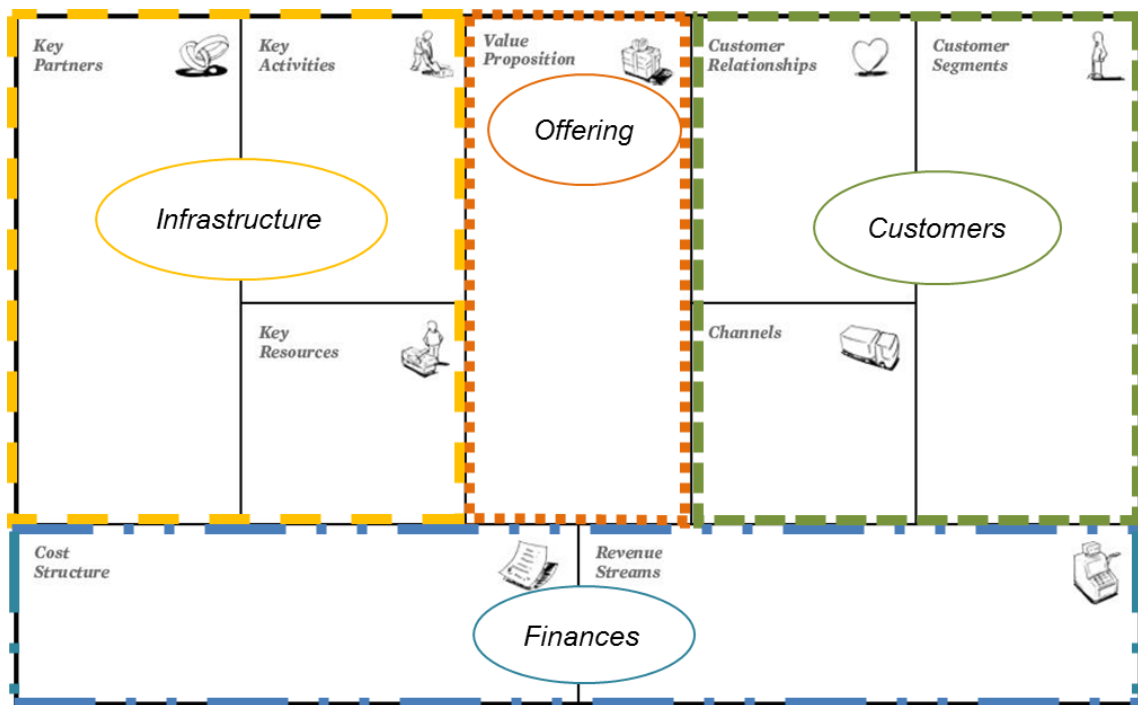 Key
Partners
Key
Activities
Value
Proposition
Customer
Relationships
Customer
Segments
Offering
Infrastructure
Customers
Key
Resources
Channels
Cost
Structure
Revenue
Streams
Finances